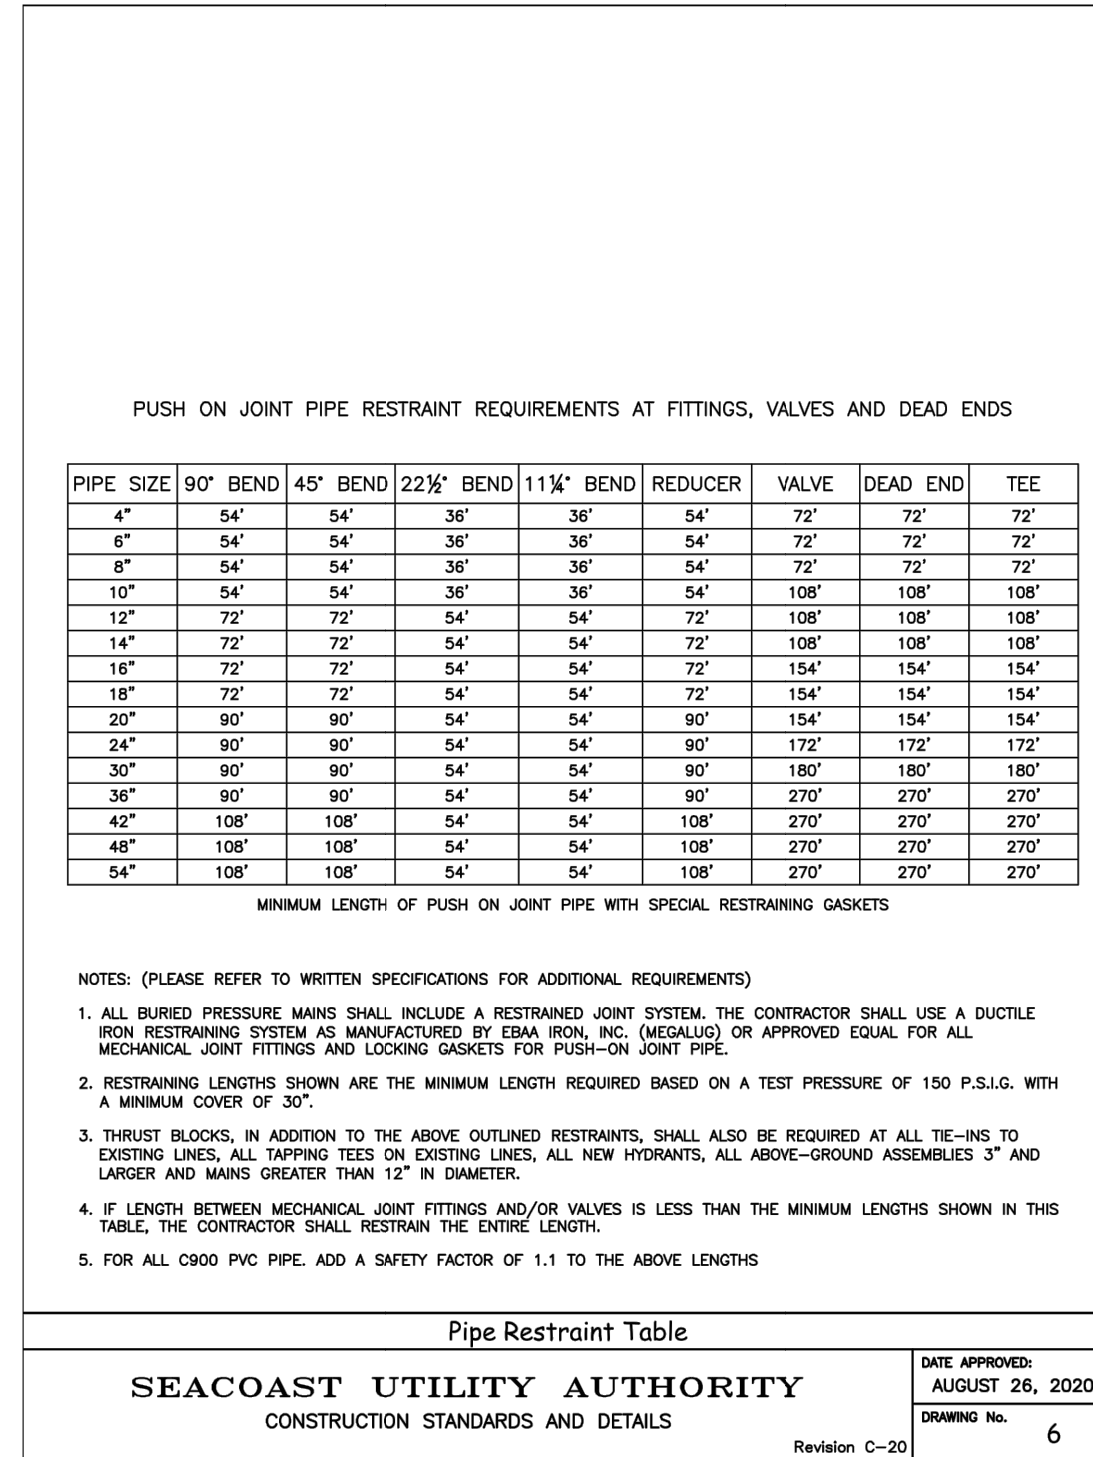 PUSH ON JOINT PIPE RESTRAINT REQUIREMENTS AT FITTINGS, VALVES AND DEAD ENDS
PIPE SIZE 90° BEND 45° BEND 22½° BEND 11¼° BEND REDUCER VALVE DEAD END TEE
4" 54' 54' 36' 36' 54' 72' 72' 72'
6" 54' 54' 36' 36' 54' 72' 72' 72'
8" 54' 54' 36' 36' 54' 72' 72' 72'
10" 54' 54' 36' 36' 54' 108' 108' 108'
12" 72' 72' 54' 54' 72' 108' 108' 108'
14" 72' 72' 54' 54' 72' 108' 108' 108'
16" 72' 72' 54' 54' 72' 154' 154' 154'
18" 72' 72' 54' 54' 72' 154' 154' 154'
20" 90' 90' 54' 54' 90' 154' 154' 154'
24" 90' 90' 54' 54' 90' 172' 172' 172'
30" 90' 90' 54' 54' 90' 180' 180' 180'
36" 90' 90' 54' 54' 90' 270' 270' 270'
42" 108' 108' 54' 54' 108' 270' 270' 270'
48" 108' 108' 54' 54' 108' 270' 270' 270'
54" 108' 108' 54' 54' 108' 270' 270' 270'
MINIMUM LENGTH OF PUSH ON JOINT PIPE WITH SPECIAL RESTRAINING GASKETS
NOTES: (PLEASE REFER TO WRITTEN SPECIFICATIONS FOR ADDITIONAL REQUIREMENTS)
1. ALL BURIED PRESSURE MAINS SHALL INCLUDE A RESTRAINED JOINT SYSTEM. THE CONTRACTOR SHALL USE A DUCTILE
IRON RESTRAINING SYSTEM AS MANUFACTURED BY EBAA IRON, INC. (MEGALUG) OR APPROVED EQUAL FOR ALL
MECHANICAL JOINT FITTINGS AND LOCKING GASKETS FOR PUSH-ON JOINT PIPE.
2. RESTRAINING LENGTHS SHOWN ARE THE MINIMUM LENGTH REQUIRED BASED ON A TEST PRESSURE OF 150 P.S.I.G. WITH
A MINIMUM COVER OF 30".
3. THRUST BLOCKS, IN ADDITION TO THE ABOVE OUTLINED RESTRAINTS, SHALL ALSO BE REQUIRED AT ALL TIE-INS TO
EXISTING LINES, ALL TAPPING TEES ON EXISTING LINES, ALL NEW HYDRANTS, ALL ABOVE-GROUND ASSEMBLIES 3" AND
LARGER AND MAINS GREATER THAN 12" IN DIAMETER.
4. IF LENGTH BETWEEN MECHANICAL JOINT FITTINGS AND/OR VALVES IS LESS THAN THE MINIMUM LENGTHS SHOWN IN THIS
TABLE, THE CONTRACTOR SHALL RESTRAIN THE ENTIRE LENGTH.
5. FOR ALL C900 PVC PIPE. ADD A SAFETY FACTOR OF 1.1 TO THE ABOVE LENGTHS
Pipe Restraint Table
SEACOAST UTILITY AUTHORITY
CONSTRUCTION STANDARDS AND DETAILS
Revision C-20
DATE APPROVED:
AUGUST 26, 2020
DRAWING No.
6